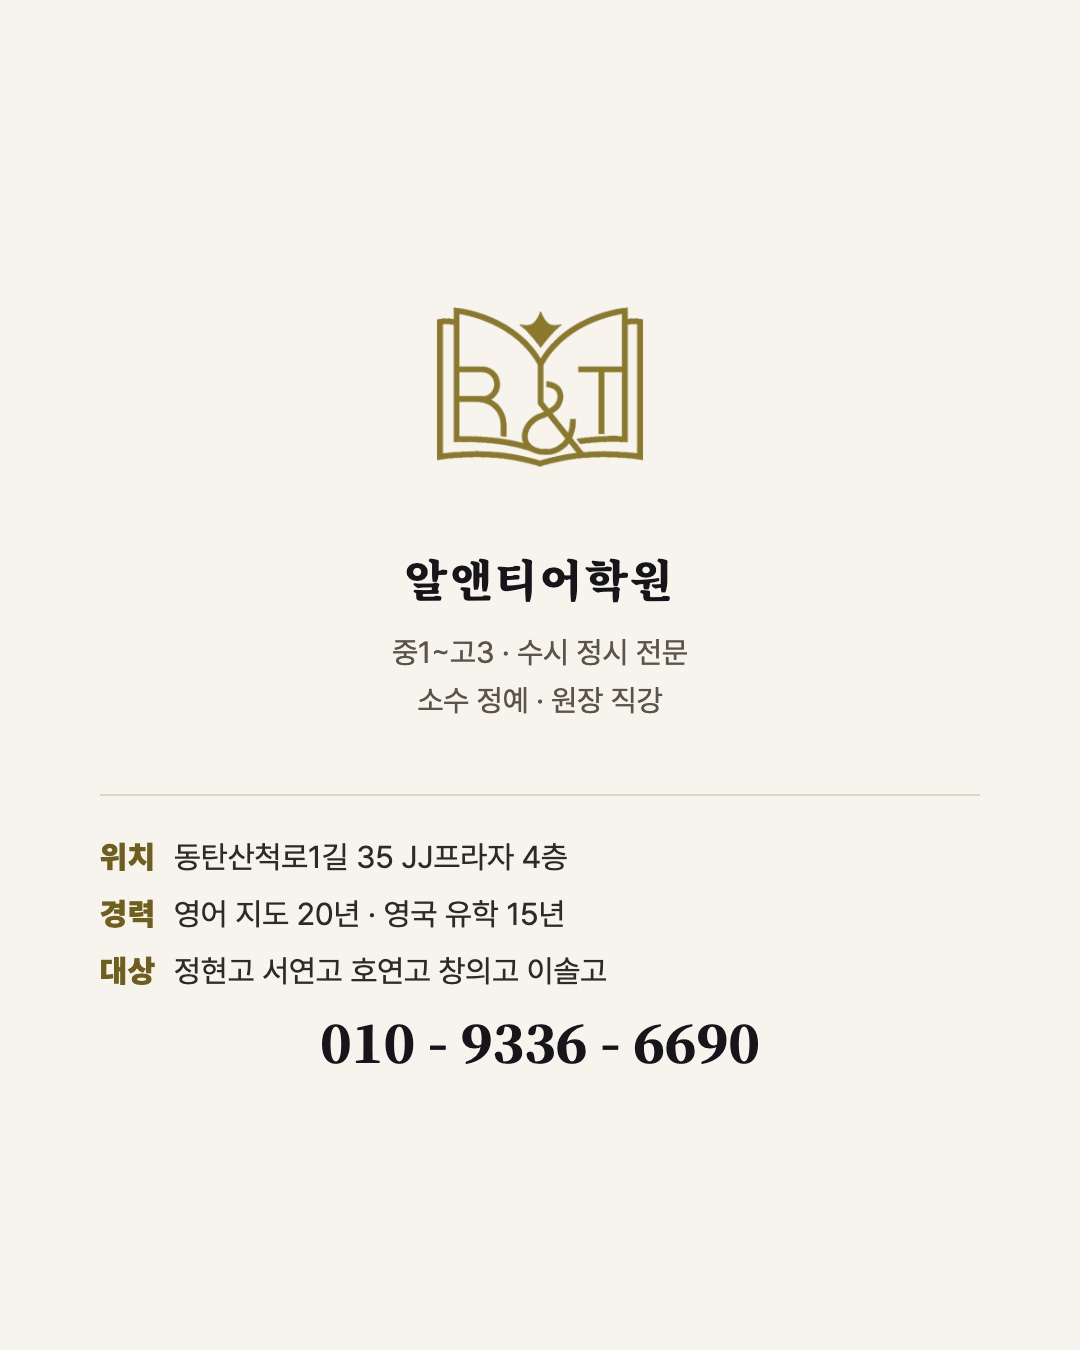 R&T
알앤티어학원
중1~고3 · 수시 정시 전문
소수 정예 · 원장 직강
위치 동탄산척로1길 35 JJ프라자 4층
경력 영어 지도 20년 · 영국 유학 15년
대상 정현고 서연고 호연고 창의고 이솔고
010 - 9336 - 6690